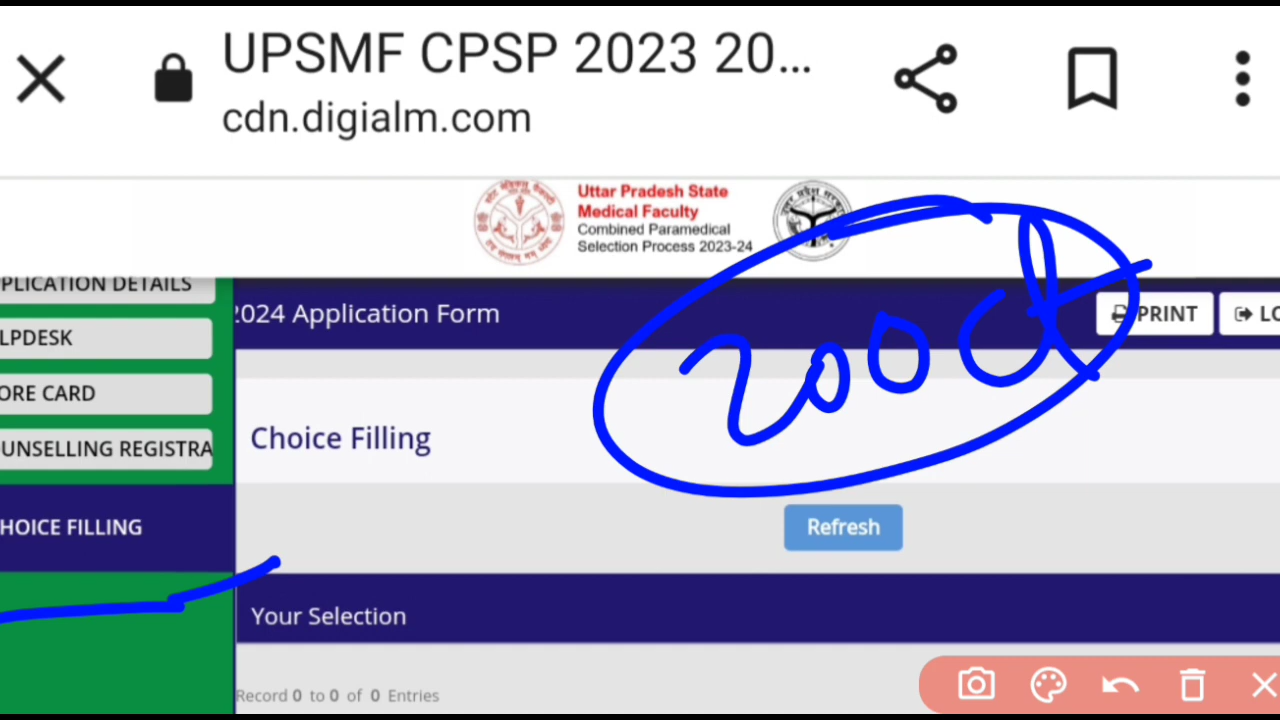 UPSMF CPSP 2023 20...
cdn.digialm.com
Uttar Pradesh State
Medical Faculty
Combined Paramedical
Selection Process 2023-24
PLICATION DETAILS
2024 Application Form
PRINT
LO
LPDESK
ORE CARD
UNSELLING REGISTRA
Choice Filling
HOICE FILLING
Refresh
Your Selection
Record 0 to 0 of 0 Entries